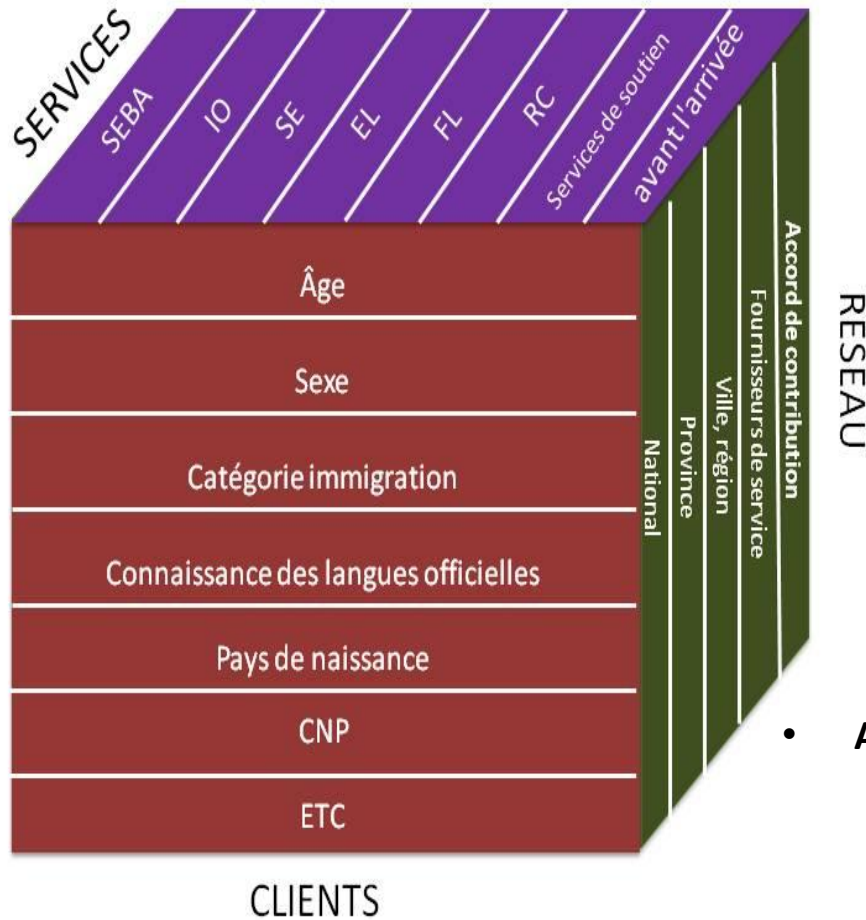 SERVICES
SEBA
IO
SE
EL
FL
RC
Services de soutien
avant l'arrivée
Âge
Sexe
Catégorie immigration
Connaissance des langues officielles
Pays de naissance
CNP
ETC
National
Province
Ville, région
Fournisseurs de service
Accord de contribution
RESEAU
• A
CLIENTS